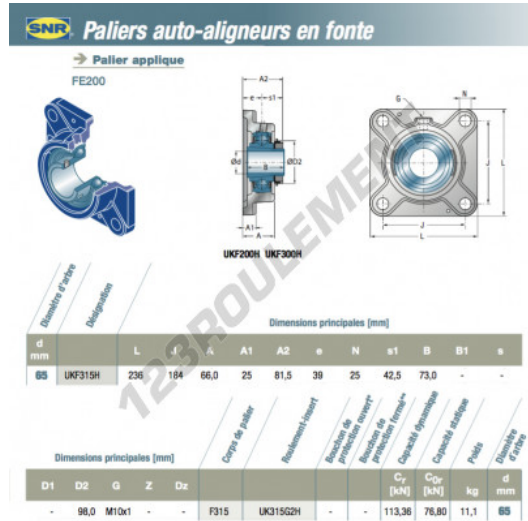 SNR Paliers auto-aligneurs en fonte
Palier applique
FE200
A2
e s1
N
G
Ød
B
ØD2
J
L
A1
A
J
L
UKF200H UKF300H
123ROULEMENT
Diamètre d'arbre
Désignation
Dimensions principales [mm]
d mm L J A A1 A2 e N s1 B B1 s
65 UKF315H 236 184 66,0 25 81,5 39 25 42,5 73,0 - -
Dimensions principales [mm]
Corps de palier
Roulement-insert
Bouchon de protection ouvert*
Bouchon de protection fermé**
Capacité dynamique
Capacité statique
Poids
Diamètre d'arbre
D1 D2 G Z Dz Cr [kN] C0r [kN] kg d mm
- 98,0 M10x1 - - F315 UK315G2H - - 113,36 76,80 11,1 65